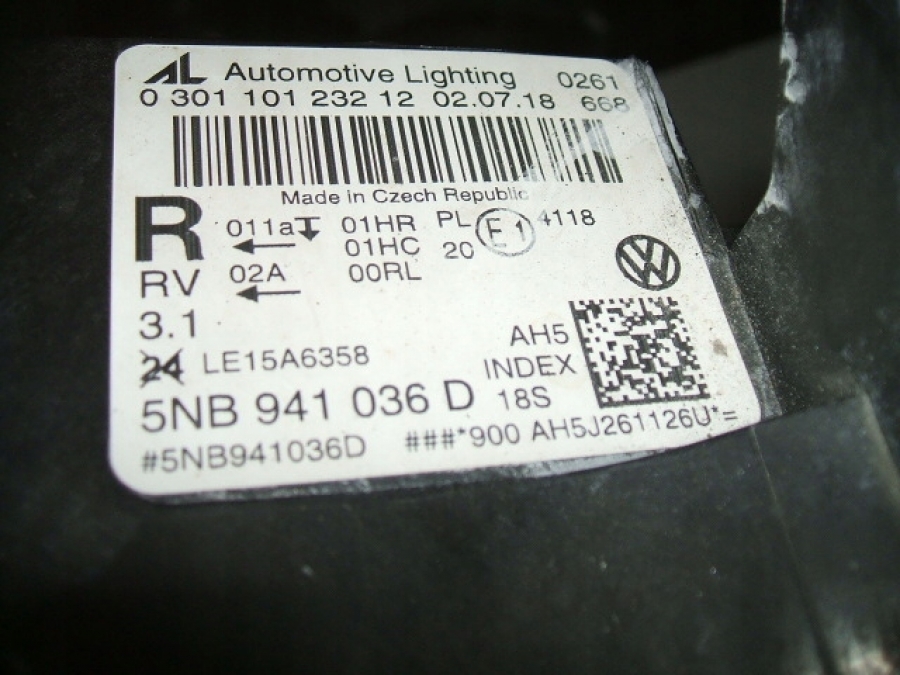 AL Automotive Lighting 0261
0 301 101 232 12 02.07.18 668
Made in Czech Republic
R 011a 01HR PL E1 4118
01HC 20
RV 02A 00RL
3.1
24 LE15A6358 AH5
INDEX
5NB 941 036 D 18S
#5NB941036D ###*900 AH5J261126U*=